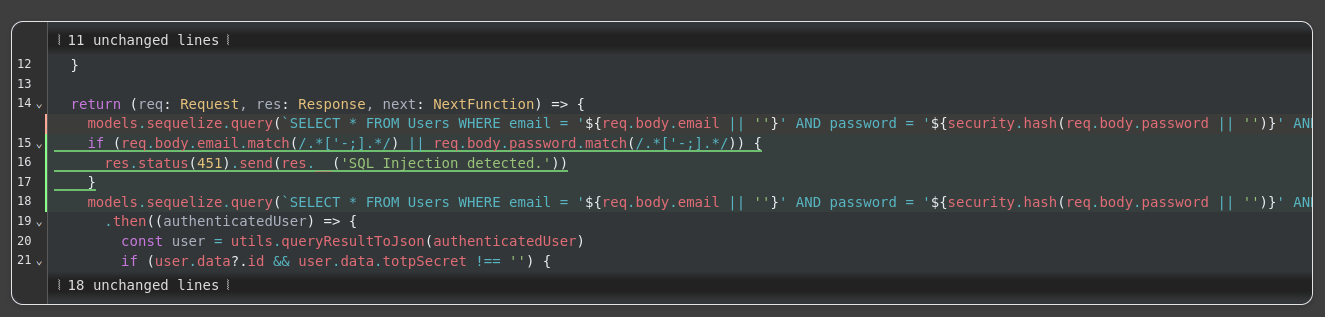 ⦚ 11 unchanged lines ⦚
12 }
13
14 return (req: Request, res: Response, next: NextFunction) => {
models.sequelize.query(`SELECT * FROM Users WHERE email = '${req.body.email || ''}' AND password = '${security.hash(req.body.password || '')}' AN
15 if (req.body.email.match(/.*['-;].*/) || req.body.password.match(/.*['-;].*/)) {
16 res.status(451).send(res.__('SQL Injection detected.'))
17 }
18 models.sequelize.query(`SELECT * FROM Users WHERE email = '${req.body.email || ''}' AND password = '${security.hash(req.body.password || '')}' AN
19 .then((authenticatedUser) => {
20 const user = utils.queryResultToJson(authenticatedUser)
21 if (user.data?.id && user.data.totpSecret !== '') {
⦚ 18 unchanged lines ⦚